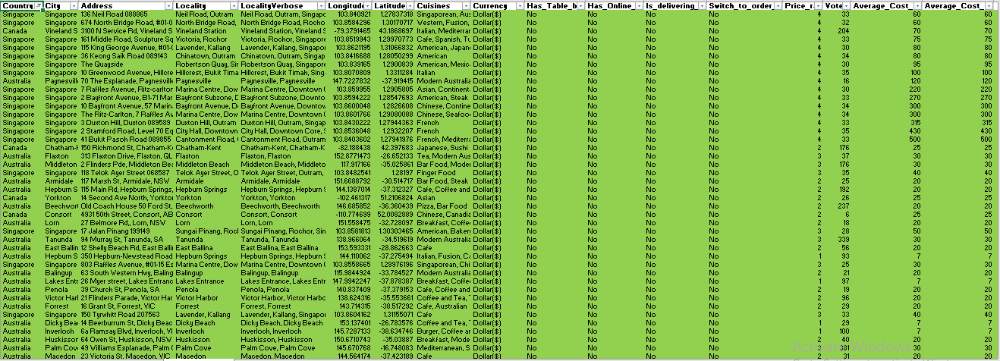 Country City Address Locality LocalityVerbose Longitude Latitude Cuisines Currency Has_Table_b Has_Online_ Is_delivering_ Switch_to_order_ Price_r Vote Average_Cost_ Average_Cost_
Singapore Singapore 136 Neil Road 088865 Neil Road, Outram Neil Road, Outram, Singapo 103.840921 1.27837318 Singaporean, Au Dollar($) No No No No 4 33 60 60
Singapore Singapore 674 North Bridge Road, #01-0 North Bridge Road, North Bridge Road, Rocho 103.8584296 1.30170717 Western, Fusion, Dollar($) No No No No 4 32 60 60
Canada Vineland S 3100 N Service Rd, Vineland S Vineland Station Vineland Station, Vineland S -79.3791465 43.1868697 Italian, Mediterra Dollar($) No No No No 4 204 70 70
Singapore Singapore 161 Middle Road, Sculpture Sq Victoria, Rochor Victoria, Rochor, Singapore 103.8519943 1.29970773 Cafe, Spanish, Tu Dollar($) No No No No 4 33 75 75
Singapore Singapore 115 King George Avenue, #01-0 Lavender, Kallang Lavender, Kallang, Singapore 103.8621195 1.31066832 American, Japan Dollar($) No No No No 4 30 80 80
Singapore Singapore 36 Keong Saik Road 089143 Chinatown, Outram Chinatown, Outram, Singapore 103.8416688 1.28050299 American Dollar($) No No No No 4 34 80 80
Singapore Singapore The Quayside Robertson Quay, Sin Robertson Quay, Singapore 103.839165 1.2900839 American, Mexic Dollar($) No No No No 4 30 95 95
Singapore Singapore 10 Greenwood Avenue, Hillcre Hillcrest, Bukit Tima Hillcrest, Bukit Timah, Sing 103.8070809 1.3311284 Italian Dollar($) No No No No 4 35 100 100
Australia Paynesvill 70 The Esplanade, Paynesville Paynesville Paynesville, Paynesville 147.7227832 -37.919415 Modern Australia Dollar($) No No No No 4 16 120 120
Singapore Singapore 7 Raffles Avenue, Ritz-carlton Marina Centre, Dow Marina Centre, Downtown C 103.859955 1.2905805 Asian, Continent Dollar($) No No No No 4 30 220 220
Singapore Singapore 2 Bayfront Avenue, B1-71 Mar Bayfront Subzone, D Bayfront Subzone, Downto 103.8594222 1.28547693 American, Steak Dollar($) No No No No 4 33 270 270
Singapore Singapore 10 Bayfront Avenue, 57 Marin Bayfront Avenue, Do Bayfront Avenue, Downtow 103.8600048 1.2826608 Chinese, Contine Dollar($) No No No No 4 34 300 300
Singapore Singapore The Ritz-Carlton, 7 Raffles Av Marina Centre, Dow Marina Centre, Downtown C 103.8601766 1.29080088 Chinese, Seafoo Dollar($) No No No No 4 34 300 300
Singapore Singapore 3 Duxton Hill, Duxton 089589 Duxton Hill, Outram Duxton Hill, Outram, Singap 103.8430222 1.27944363 French Dollar($) No No No No 4 33 315 315
Singapore Singapore 2 Stamford Road, Level 70 Eq City Hall, Downtown City Hall, Downtown Core, S 103.8536048 1.2932207 French Dollar($) No No No No 4 35 430 430
Singapore Singapore 41 Bukit Pasoh Road 089855 Cantonment Road, O Cantonment Road, Outram 103.8403602 1.27941976 French, Mediterra Dollar($) No No No No 4 33 500 500
Canada Chatham-K 150 Richmond St, Chatham-K Chatham-Kent Chatham-Kent, Chatham-Ke -82.188438 42.397683 Japanese, Sushi Dollar($) No No No No 2 176 25 25
Australia Flaxton 313 Flaxton Drive, Flaxton, QL Flaxton Flaxton, Flaxton 152.8771473 -26.652133 Tea, Modern Aus Dollar($) No No No No 3 37 30 30
Australia Middleton 2 Flinders Pde, Middleton Bea Middleton Beach Middleton Beach, Middleto 117.917166 -35.025861 Bar Food, Moder Dollar($) No No No No 3 176 30 30
Singapore Singapore 118 Telok Ayer Street 068587 Telok Ayer Street, O Telok Ayer Street, Outram, 103.8482541 1.28197 Finger Food Dollar($) No No No No 3 35 40 40
Australia Armidale 117 Marsh St, Armidale, NSW Armidale Armidale, Armidale 151.6688792 -30.514717 Bar Food, Steak Dollar($) No No No No 2 25 20 20
Australia Hepburn S 115 Main Rd, Hepburn Springs, Hepburn Springs Hepburn Springs, Hepburn S 144.1387014 -37.312327 Cafe, Coffee and Dollar($) No No No No 2 192 20 20
Canada Yorkton 14 Second Ave North, Yorkton Yorkton Yorkton, Yorkton -102.461317 51.2106824 Asian Dollar($) No No No No 2 26 25 25
Australia Beechwort Old Coach House 50 Ford St, Beechworth Beechworth, Beechworth 146.685852 -36.360439 Pizza, Bar Food Dollar($) No No No No 2 237 20 20
Canada Consort 4931 50th Street, Consort, AB Consort Consort, Consort -110.774699 52.0082889 Chinese, Canadia Dollar($) No No No No 2 6 25 25
Australia Lorn 27 Belmore Rd,, Lorn, NSW Lorn Lorn, Lorn 151.558475 -32.728097 Breakfast, Coffe Dollar($) No No No No 2 18 20 20
Singapore Singapore 17 Jalan Pinang 199149 Sungai Pinang, Roc Sungai Pinang, Rochor, Sin 103.8581813 1.30303465 American, Baker Dollar($) No No No No 3 28 50 50
Australia Tanunda 94 Murray St, Tanunda, SA Tanunda Tanunda, Tanunda 138.966064 -34.519619 Modern Australia Dollar($) No No No No 3 339 30 30
Australia East Ballin 12 Shelly Beach Rd, East Balli East Ballina East Ballina, East Ballina 153.593331 -28.862663 Cafe Dollar($) No No No No 2 56 20 20
Australia Hepburn S 350 Hepburn-Newstead Road Hepburn Springs Hepburn Springs, Hepburn S 144.110062 -37.275494 Italian, Fusion, Ca Dollar($) No No No No 1 93 7 7
Singapore Singapore 803 Raffles Avenue, #01-15 Es Marina Centre, Dow Marina Centre, Downtown C 103.8558665 1.28976196 Singaporean, Chi Dollar($) No No No No 3 25 30 30
Australia Balingup 63 South Western Hwy, Baling Balingup Balingup, Balingup 115.9844924 -33.784527 Modern Australia Dollar($) No No No No 2 21 20 20
Australia Lakes Entr 26 Myer street, Lakes Entranc Lakes Entrance Lakes Entrance, Lakes Entr 147.9942247 -37.878387 Breakfast, Coffe Dollar($) No No No No 1 97 7 7
Australia Penola 39 Church St, Penola, SA Penola Penola, Penola 140.837409 -37.379153 Cafe, Coffee and Dollar($) No No No No 2 19 20 20
Australia Victor Har 21 Flinders Parade, Victor Har Victor Harbor Victor Harbor, Victor Harbo 138.624316 -35.553661 Coffee and Tea, Dollar($) No No No No 2 96 20 20
Australia Forrest 16 Grant St, Forrest, VIC Forrest Forrest, Forrest 143.714315 -38.517292 Cafe, Australian Dollar($) No No No No 2 29 20 20
Singapore Singapore 150 Tyrwhitt Road 207563 Lavender, Kallang Lavender, Kallang, Singapore 103.8604162 1.31155071 Cafe Dollar($) No No No No 3 33 40 40
Australia Dicky Bea 14 Beerburrum St, Dicky Beac Dicky Beach Dicky Beach, Dicky Beach 153.137401 -26.783576 Coffee and Tea, Dollar($) No No No No 1 29 7 7
Australia Inverloch 6a Ramsay Blvd, Inverloch, VI Inverloch Inverloch, Inverloch 145.7287133 -38.634746 Burger, Coffee ar Dollar($) No No No No 1 100 7 7
Australia Huskisson 64 Owen St, Huskisson, NSW Huskisson Huskisson, Huskisson 150.6710743 -35.03887 Breakfast, Mode Dollar($) No No No No 2 40 20 20
Australia Palm Cov 49 Williams Esplanade, Palm C Palm Cove Palm Cove, Palm Cove 145.670768 -16.748083 Mediterranean, S Dollar($) No No No No 2 381 30 30
Australia Macedon 23 Victoria St, Macedon, VIC Macedon Macedon, Macedon 144.564174 -37.423189 Cafe Dollar($) No No No No 2 31 20 20